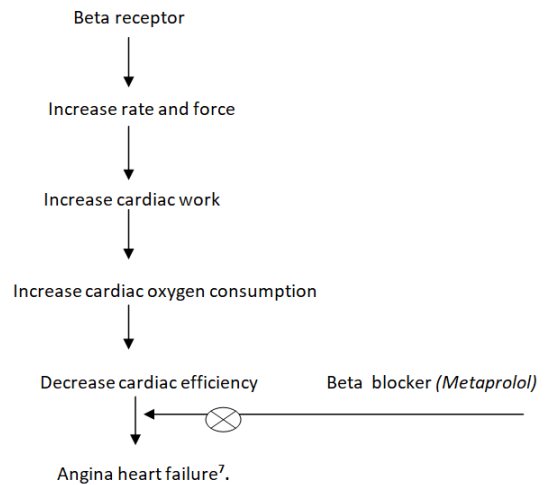 Beta receptor
Increase rate and force
Increase cardiac work
Increase cardiac oxygen consumption
Decrease cardiac efficiency
Beta blocker (Metaprolol)
Angina heart failure⁷.